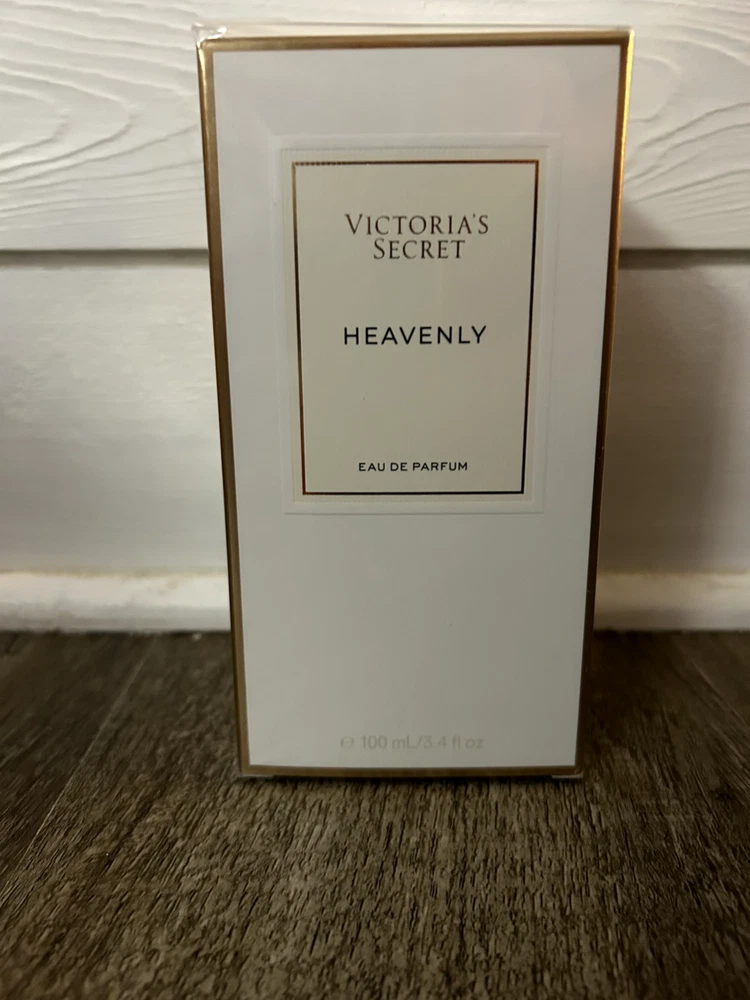 VICTORIA'S
SECRET
HEAVENLY
EAU DE PARFUM
℮ 100 mL/3.4 fl oz